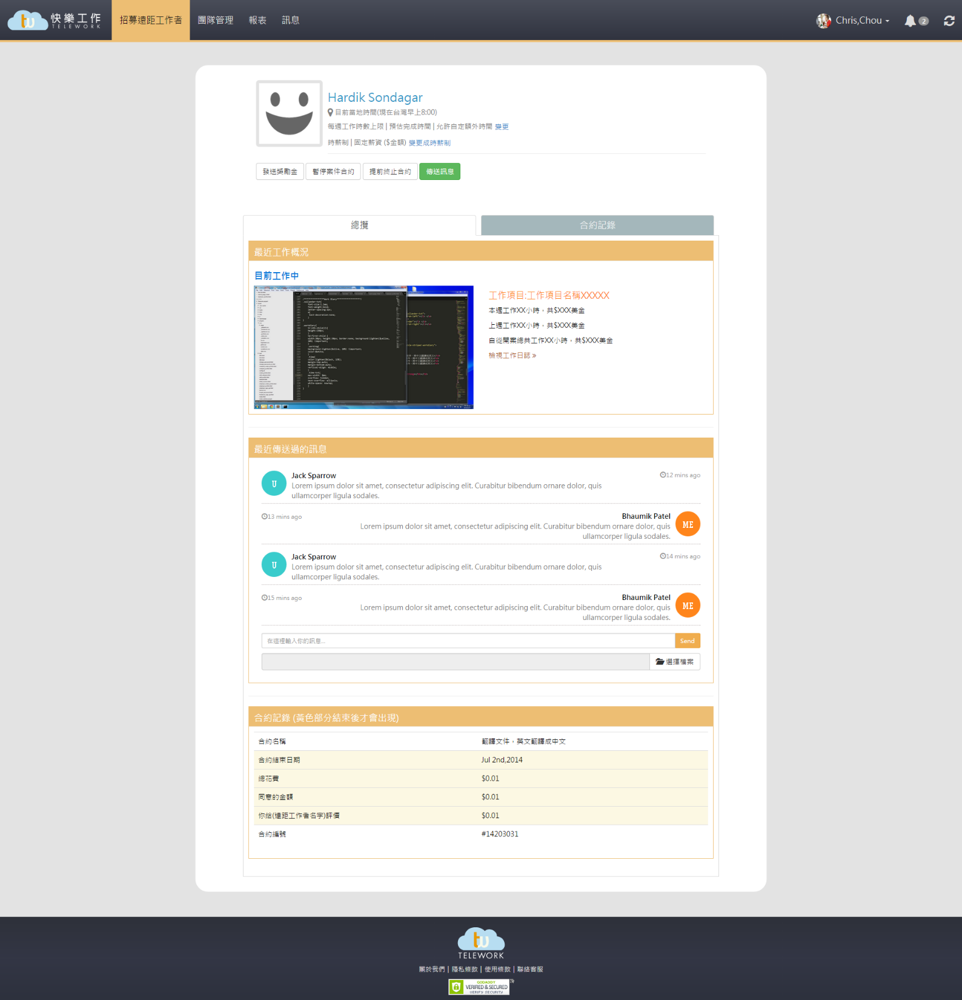 tw 快樂工作
TELEWORK
招募遠距工作者
團隊管理
報表
訊息
Chris,Chou
2
Hardik Sondagar
目前當地時間(現在台灣早上8:00)
每週工作時數上限 | 預估完成時間 | 允許自定額外時間 變更
時薪制 | 固定薪資 ($金額) 變更成時薪制
發送獎勵金
暫停案件合約
提前終止合約
傳送訊息
總攬
合約記錄
最近工作概況
目前工作中
工作項目:工作項目名稱XXXXX
本週工作XX小時，共$XXX美金
上週工作XX小時，共$XXX美金
自從開案總共工作XX小時，共$XXX美金
檢視工作日誌 »
最近傳送過的訊息
U
Jack Sparrow
12 mins ago
Lorem ipsum dolor sit amet, consectetur adipiscing elit. Curabitur bibendum ornare dolor, quis
ullamcorper ligula sodales.
13 mins ago
Bhaumik Patel
ME
Lorem ipsum dolor sit amet, consectetur adipiscing elit. Curabitur bibendum ornare dolor, quis
ullamcorper ligula sodales.
U
Jack Sparrow
14 mins ago
Lorem ipsum dolor sit amet, consectetur adipiscing elit. Curabitur bibendum ornare dolor, quis
ullamcorper ligula sodales.
15 mins ago
Bhaumik Patel
ME
Lorem ipsum dolor sit amet, consectetur adipiscing elit. Curabitur bibendum ornare dolor, quis
ullamcorper ligula sodales.
在這裡輸入你的訊息...
Send
選擇檔案
合約記錄 (黃色部分結束後才會出現)
合約名稱 翻譯文件，英文翻譯成中文
合約結束日期 Jul 2nd,2014
總花費 $0.01
同意的金額 $0.01
你給(遠距工作者名字)評價 $0.01
合約編號 #14203031
tw
TELEWORK
關於我們 | 隱私條款 | 使用條款 | 聯絡客服
GODADDY
VERIFIED & SECURED
VERIFY SECURITY